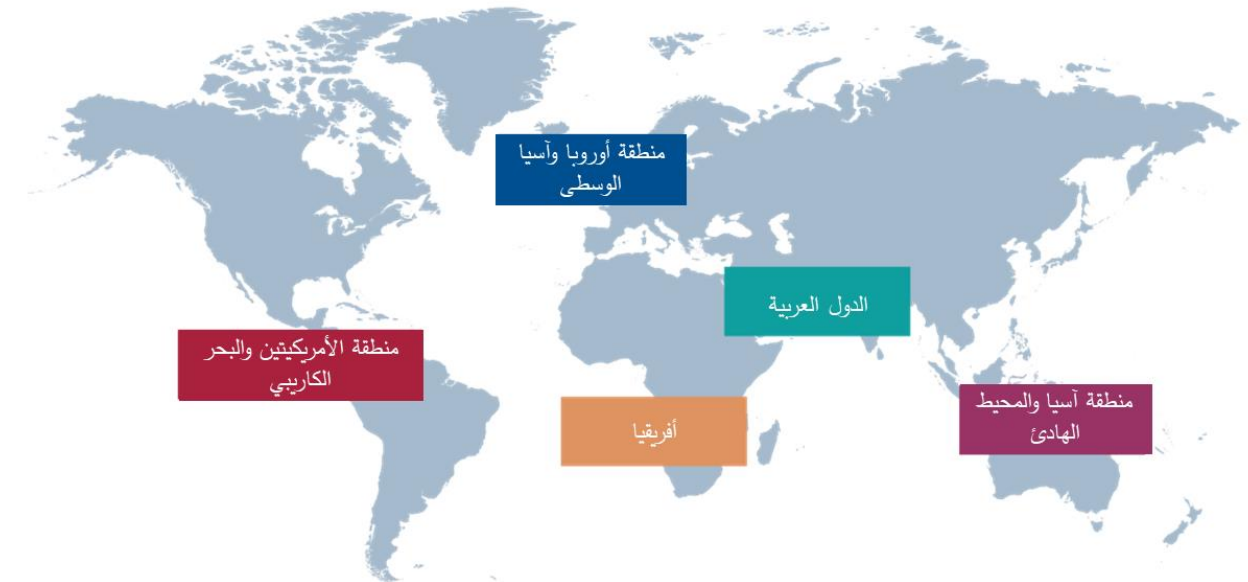 منطقة أوروبا وآسيا
الوسطى
الدول العربية
منطقة الأمريكيتين والبحر
الكاريبي
أفريقيا
منطقة آسيا والمحيط
الهادئ